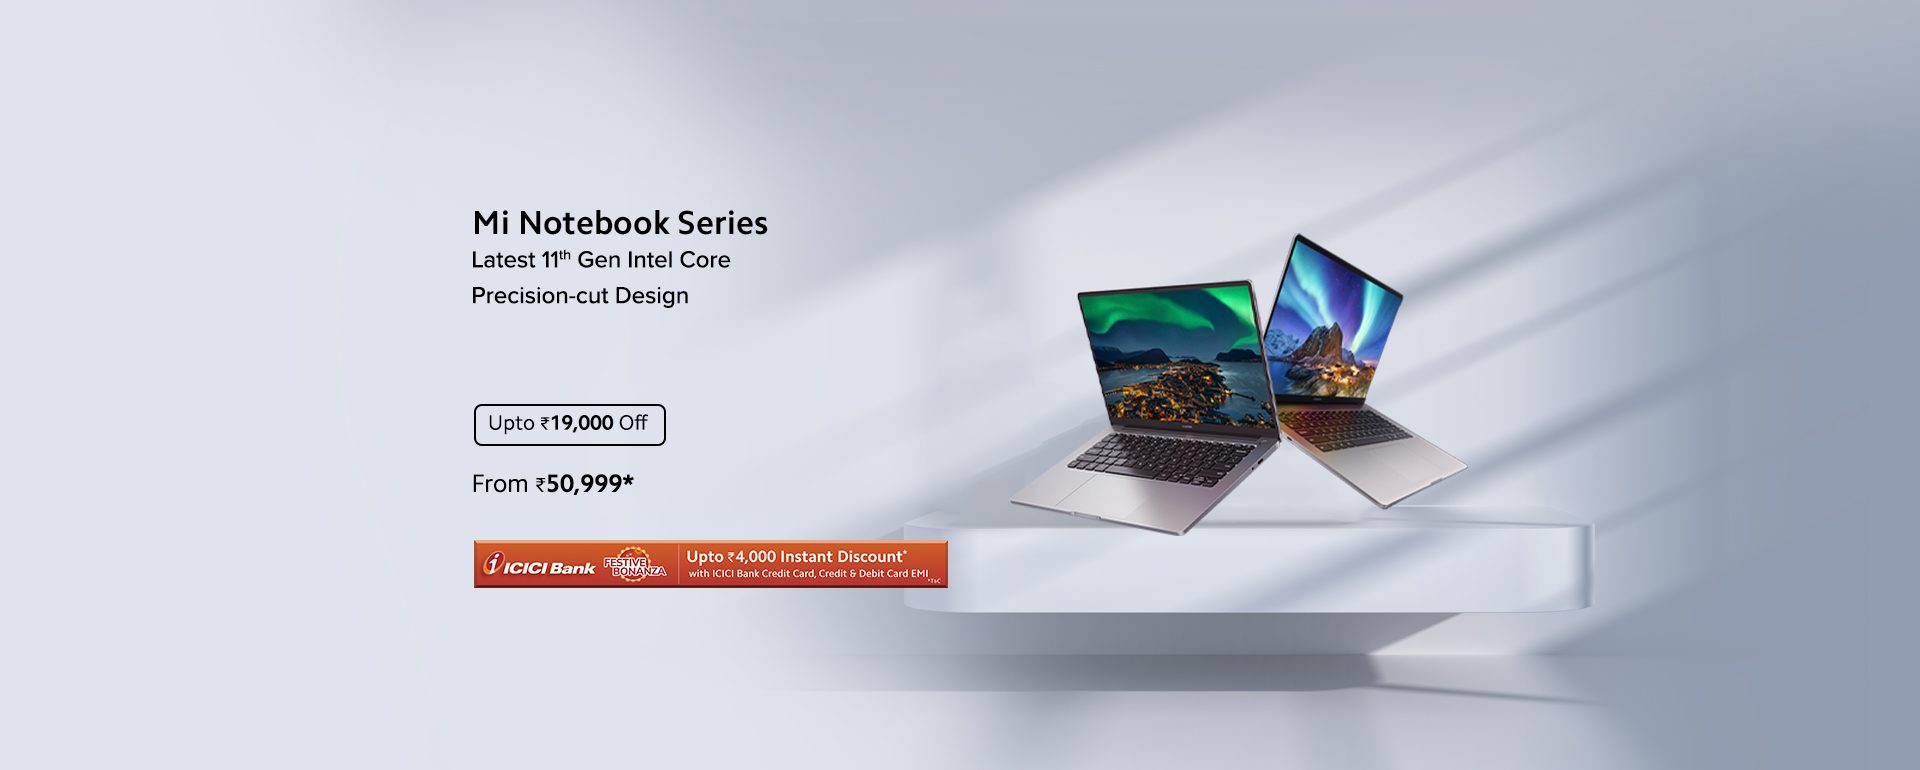 Mi Notebook Series
Latest 11th Gen Intel Core
Precision-cut Design
Upto ₹19,000 Off
From ₹50,999*
ICICI Bank
FESTIVE
BONANZA
Upto ₹4,000 Instant Discount*
with ICICI Bank Credit Card, Credit & Debit Card EMI
*T&C